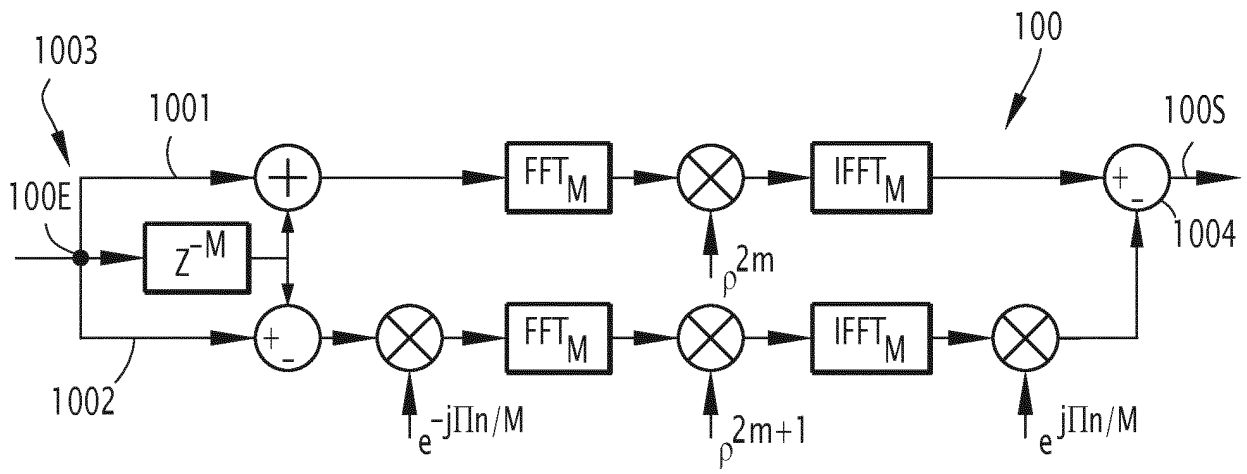 1003
1001
100
100S
100E
+
FFT_M
IFFT_M
+
-
1004
Z^-M
ρ^2m
+
-
FFT_M
IFFT_M
1002
e^-jΠn/M
ρ^2m+1
e^jΠn/M